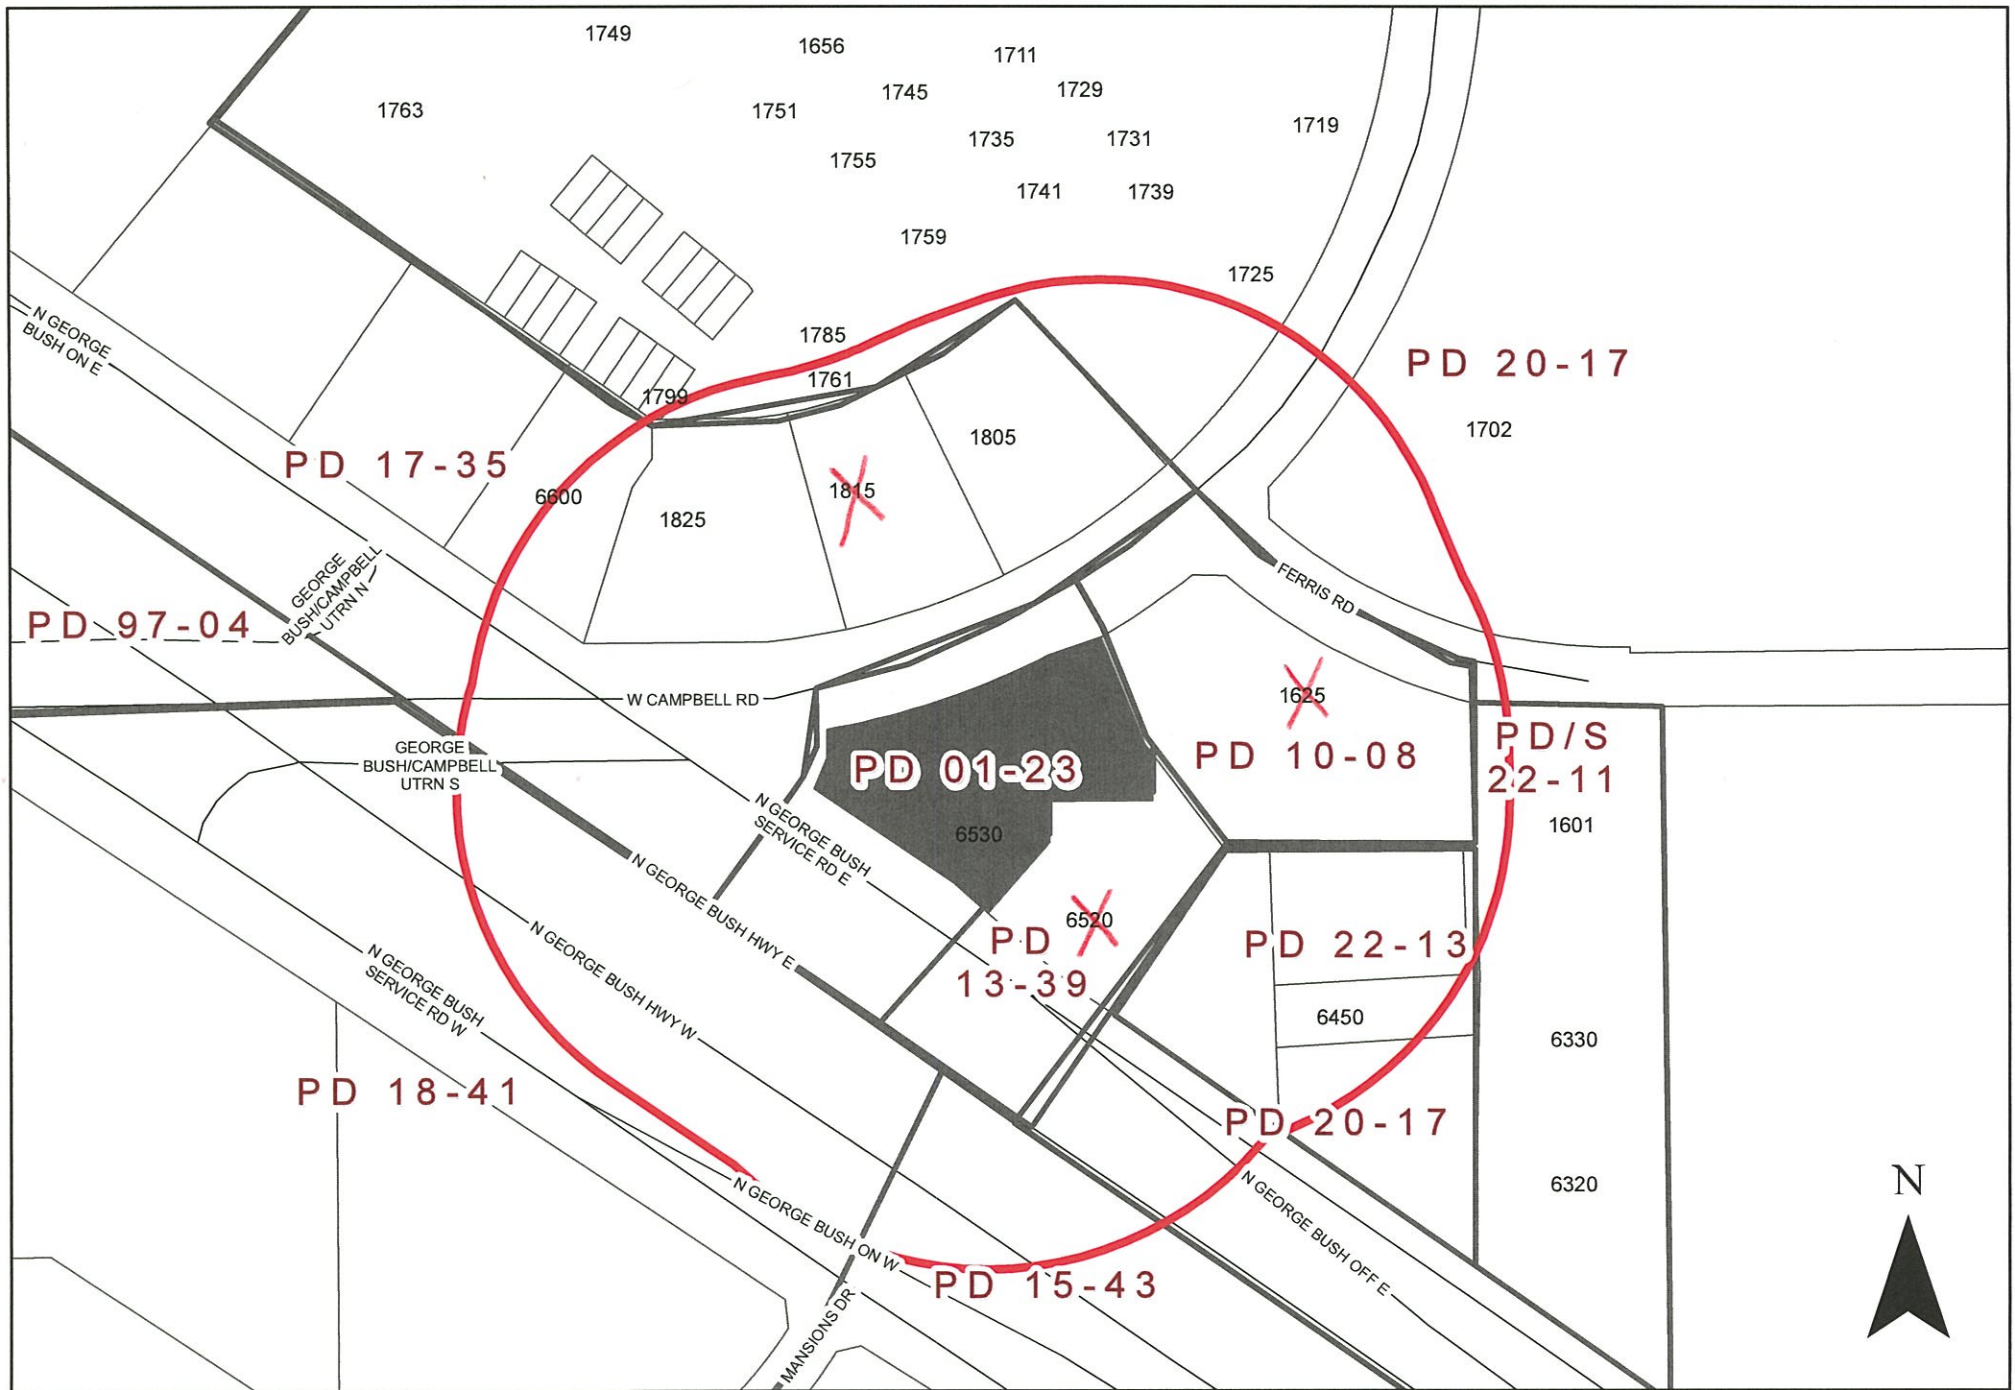 1749
1656
1711
1745
1729
1763
1751
1719
1735
1731
1755
1741
1739
1759
1725
N GEORGE
BUSH ON E
1785
PD 20-17
1761
1799
1702
1805
PD 17-35
1815
6600
1825
GEORGE
BUSH/CAMPBELL
UTRN N
FERRIS RD
PD 97-04
1625
W CAMPBELL RD
PD/S
22-11
GEORGE
BUSH/CAMPBELL
UTRN S
PD 01-23
PD 10-08
N GEORGE BUSH
SERVICE RD E
1601
6530
N GEORGE BUSH HWY E
6520
PD
13-39
PD 22-13
N GEORGE BUSH HWY W
N GEORGE BUSH
SERVICE RD W
6450
6330
PD 18-41
PD 20-17
6320
N
N GEORGE BUSH ON W
N GEORGE BUSH OFF E
PD 15-43
MANSIONS DR